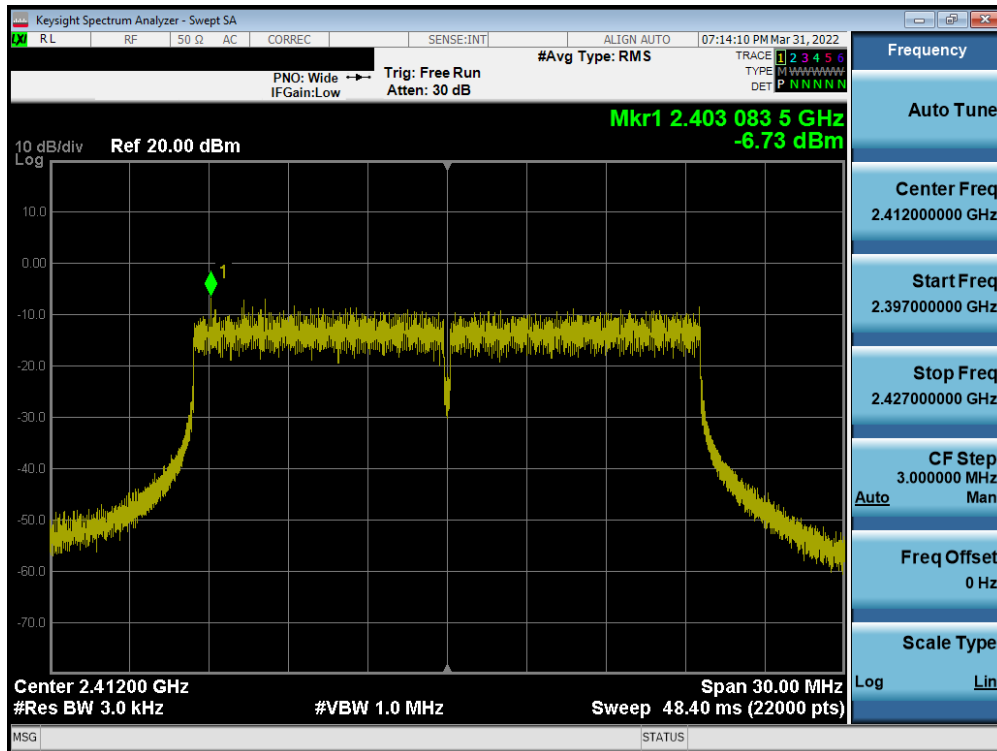 Keysight Spectrum Analyzer - Swept SA
LXI RL RF 50 Ω AC CORREC SENSE:INT ALIGN AUTO 07:14:10 PM Mar 31, 2022
PNO: Wide
IFGain:Low
Trig: Free Run
Atten: 30 dB
#Avg Type: RMS
TRACE 1 2 3 4 5 6
TYPE M W W W W W
DET P N N N N N
Mkr1 2.403 083 5 GHz
-6.73 dBm
10 dB/div Ref 20.00 dBm
Log
10.0
0.00
1
-10.0
-20.0
-30.0
-40.0
-50.0
-60.0
-70.0
Center 2.41200 GHz Span 30.00 MHz
#Res BW 3.0 kHz #VBW 1.0 MHz Sweep 48.40 ms (22000 pts)
MSG STATUS
Frequency
Auto Tune
Center Freq
2.412000000 GHz
Start Freq
2.397000000 GHz
Stop Freq
2.427000000 GHz
CF Step
3.000000 MHz
Auto Man
Freq Offset
0 Hz
Scale Type
Log Lin